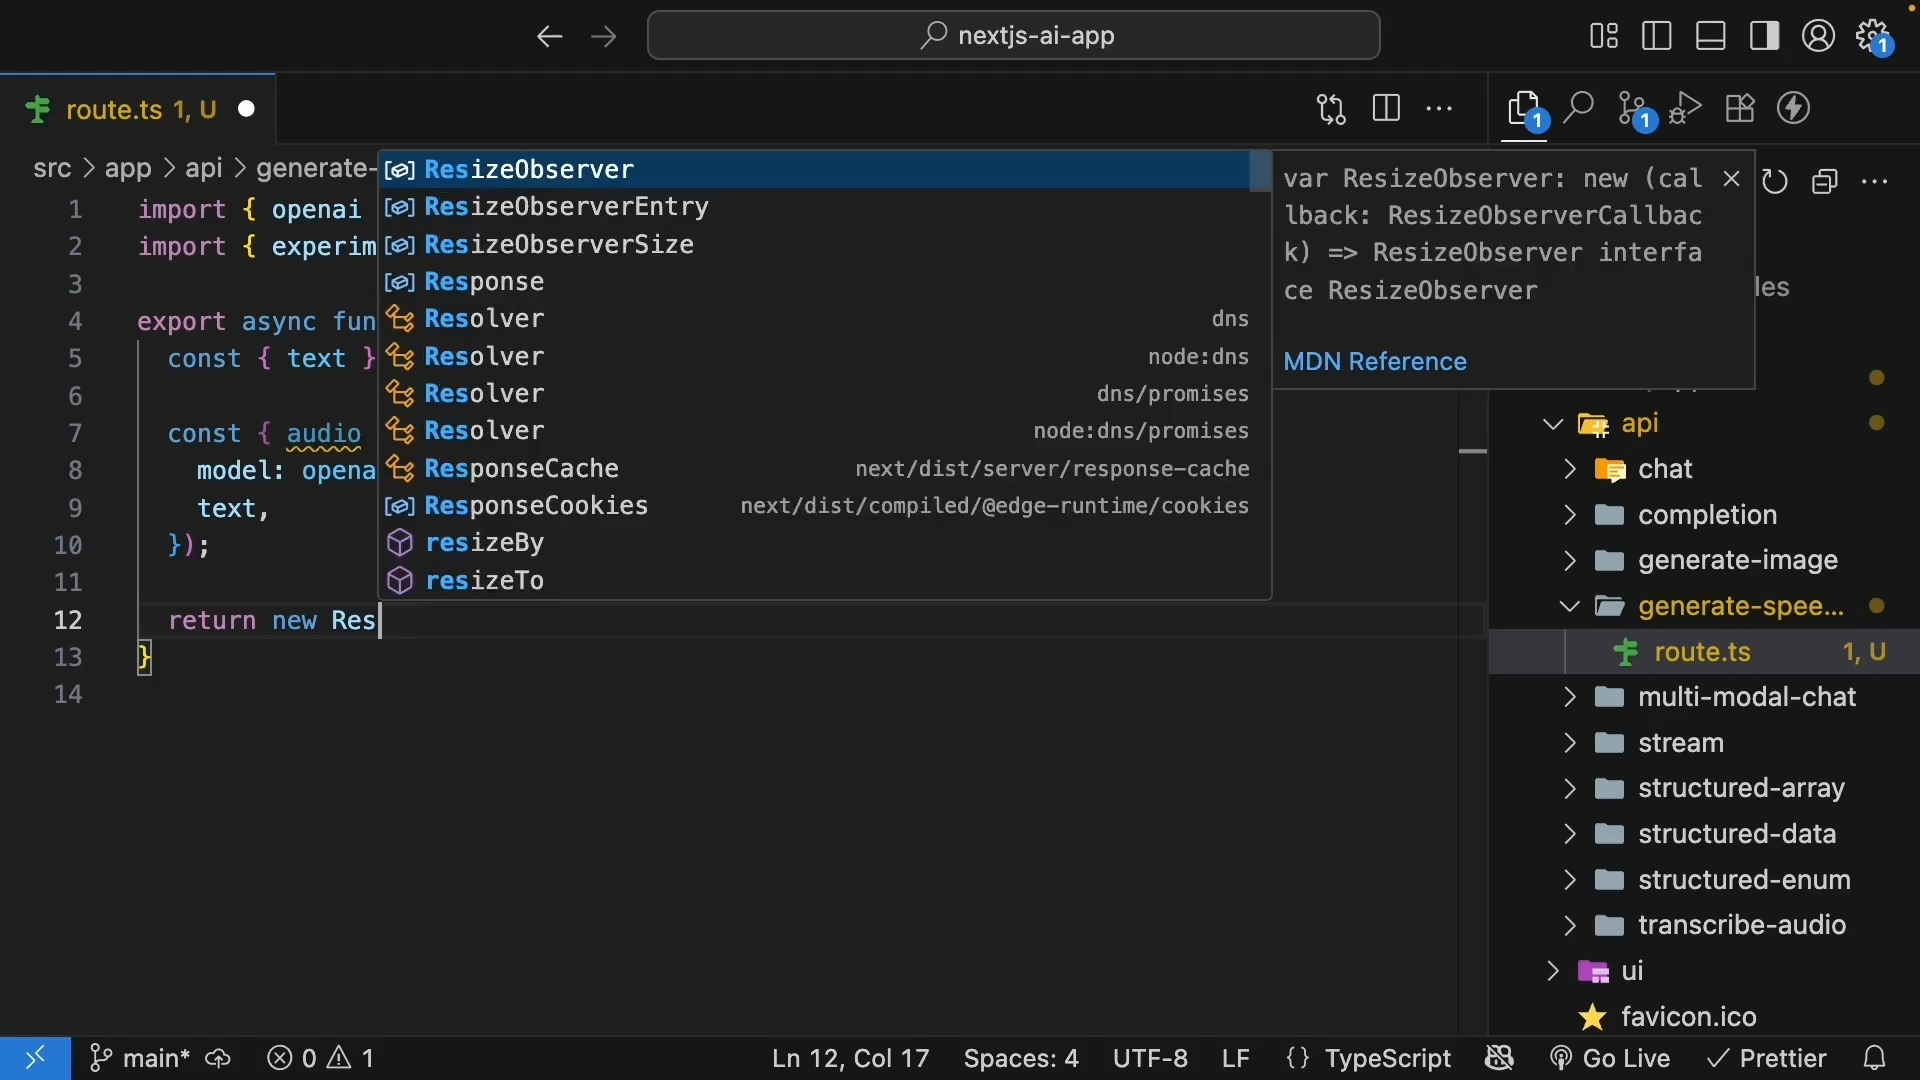 nextjs-ai-app
1
route.ts 1, U
1
1
src > app > api > generate-
1 import { openai
2 import { experim
3
4 export async fun
5 const { text }
6
7 const { audio
8 model: opena
9 text,
10 });
11
12 return new Res
13 }
14
ResizeObserver
ResizeObserverEntry
ResizeObserverSize
Response
Resolver dns
Resolver node:dns
Resolver dns/promises
Resolver node:dns/promises
ResponseCache next/dist/server/response-cache
ResponseCookies next/dist/compiled/@edge-runtime/cookies
resizeBy
resizeTo
var ResizeObserver: new (cal
lback: ResizeObserverCallbac
k) => ResizeObserver interfa
ce ResizeObserver
MDN Reference
les
api
chat
completion
generate-image
generate-spee...
route.ts 1, U
multi-modal-chat
stream
structured-array
structured-data
structured-enum
transcribe-audio
ui
favicon.ico
main* 0 1 Ln 12, Col 17 Spaces: 4 UTF-8 LF {} TypeScript Go Live Prettier